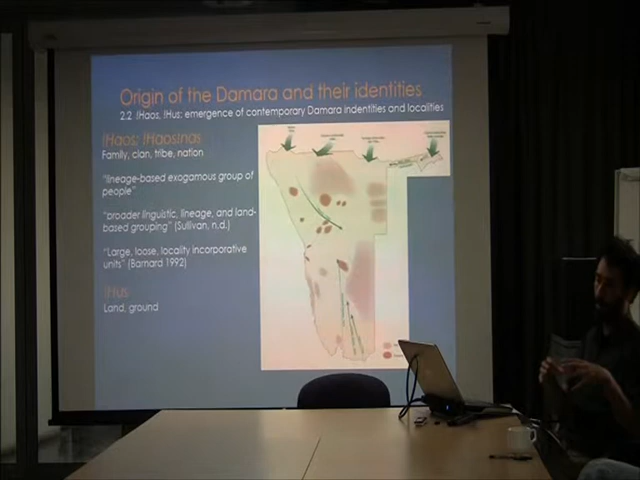 Origin of the Damara and their identities
2.2 !Haos, !Hus: emergence of contemporary Damara indentities and localities
!Haos; !Haosinas
Family, clan, tribe, nation
"lineage-based exogamous group of
people"
"broader linguistic, lineage, and land-
based grouping" (Sullivan, n.d.)
"Large, loose, locality incorporative
units" (Barnard 1992)
!Hus
Land, ground